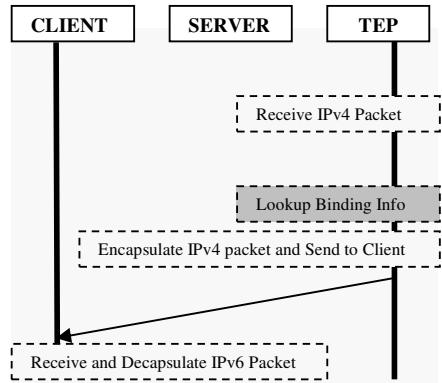 CLIENT SERVER TEP
Receive IPv4 Packet
Lookup Binding Info
Encapsulate IPv4 packet and Send to Client
Receive and Decapsulate IPv6 Packet